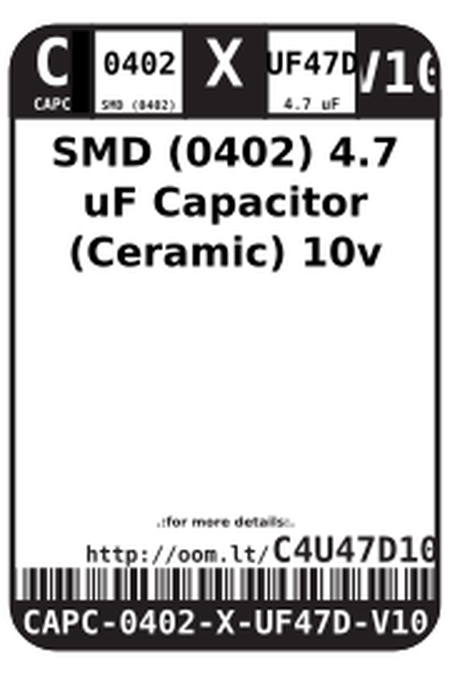 C 0402 X UF47D V10
CAPC SMD (0402) 4.7 uF
SMD (0402) 4.7
uF Capacitor
(Ceramic) 10v
.:for more details:.
http://oom.lt/C4U47D10
CAPC-0402-X-UF47D-V10